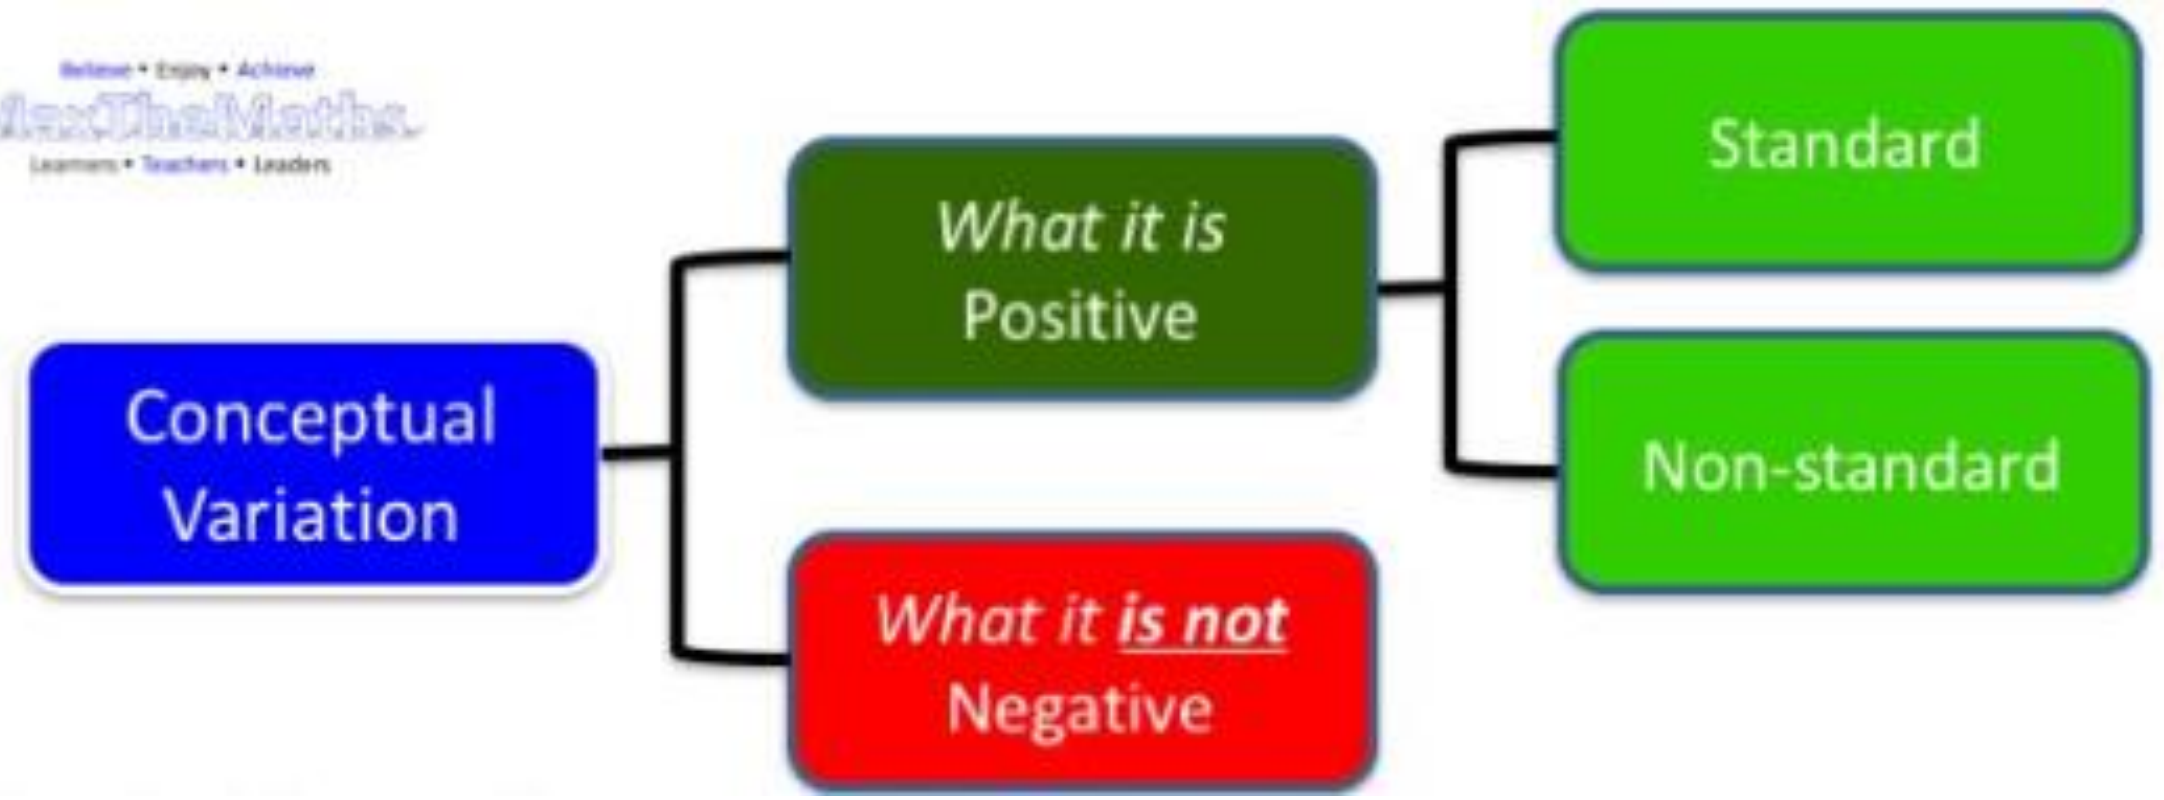 Believe • Enjoy • Achieve
Learners • Teachers • Leaders
Conceptual
Variation
What it is
Positive
What it is not
Negative
Standard
Non-standard